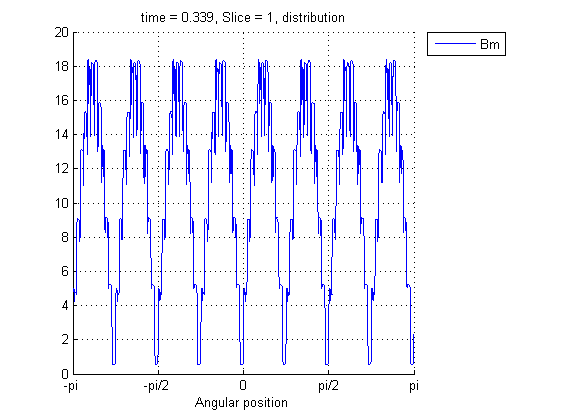 time = 0.339, Slice = 1, distribution
Bm
20
18
16
14
12
10
8
6
4
2
0
-pi
-pi/2
0
pi/2
pi
Angular position